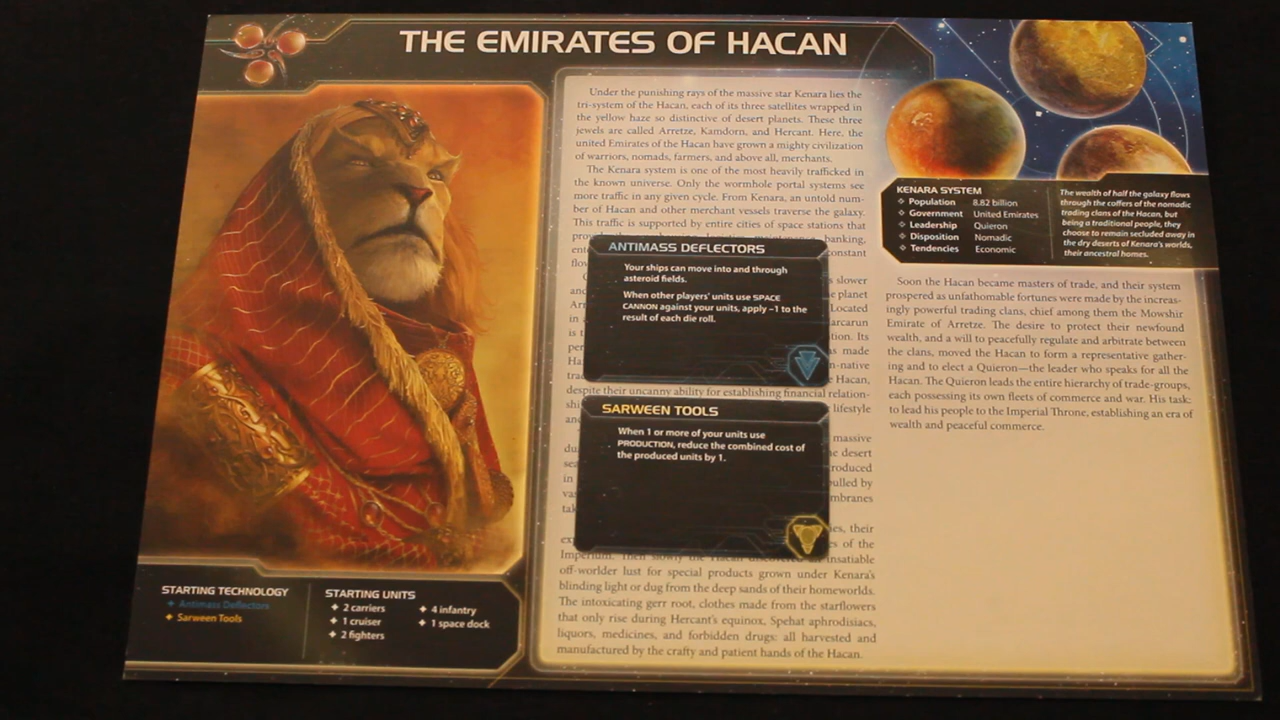 THE EMIRATES OF HACAN
Under the punishing rays of the massive star Kenara lies the
tri-system of the Hacan, each of its three satellites wrapped in
the yellow haze so distinctive of desert planets. These three
jewels are called Arretze, Kamdorn, and Hercant. Here, the
united Emirates of the Hacan have grown a mighty civilization
of warriors, nomads, farmers, and above all, merchants.
The Kenara system is one of the most heavily trafficked in
the known universe. Only the wormhole portal systems see
more traffic in any given cycle. From Kenara, an untold num-
ber of Hacan and other merchant vessels traverse the galaxy.
This traffic is supported by entire cities of space stations that
banking,
constant
ANTIMASS DEFLECTORS
Your ships can move into and through
asteroid fields.
When other players' units use SPACE
CANNON against your units, apply –1 to the
result of each die roll.
slower
planet
Located
made
Hacan,
despite their uncanny ability for establishing financial relation-
lifestyle
SARWEEN TOOLS
When 1 or more of your units use
PRODUCTION, reduce the combined cost of
the produced units by 1.
massive
desert
their
of the
off-worlder lust for special products grown under Kenara's
blinding light or dug from the deep sands of their homeworlds.
The intoxicating gerr root, clothes made from the starflowers
that only rise during Hercant's equinox, Spehat aphrodisiacs,
liquors, medicines, and forbidden drugs: all harvested and
manufactured by the crafty and patient hands of the Hacan.
KENARA SYSTEM
Population 8.82 billion
Government United Emirates
Leadership Quieron
Disposition Nomadic
Tendencies Economic
The wealth of half the galaxy flows
through the coffers of the nomadic
trading clans of the Hacan, but
being a traditional people, they
choose to remain secluded away in
the dry deserts of Kenara's worlds,
their ancestral homes.
Soon the Hacan became masters of trade, and their system
prospered as unfathomable fortunes were made by the increas-
ingly powerful trading clans, chief among them the Mowshir
Emirate of Arretze. The desire to protect their newfound
wealth, and a will to peacefully regulate and arbitrate between
the clans, moved the Hacan to form a representative gather-
ing and to elect a Quieron—the leader who speaks for all the
Hacan. The Quieron leads the entire hierarchy of trade-groups,
each possessing its own fleets of commerce and war. His task:
to lead his people to the Imperial Throne, establishing an era of
wealth and peaceful commerce.
STARTING TECHNOLOGY
Antimass Deflectors
Sarween Tools
STARTING UNITS
2 carriers
1 cruiser
2 fighters
4 infantry
1 space dock